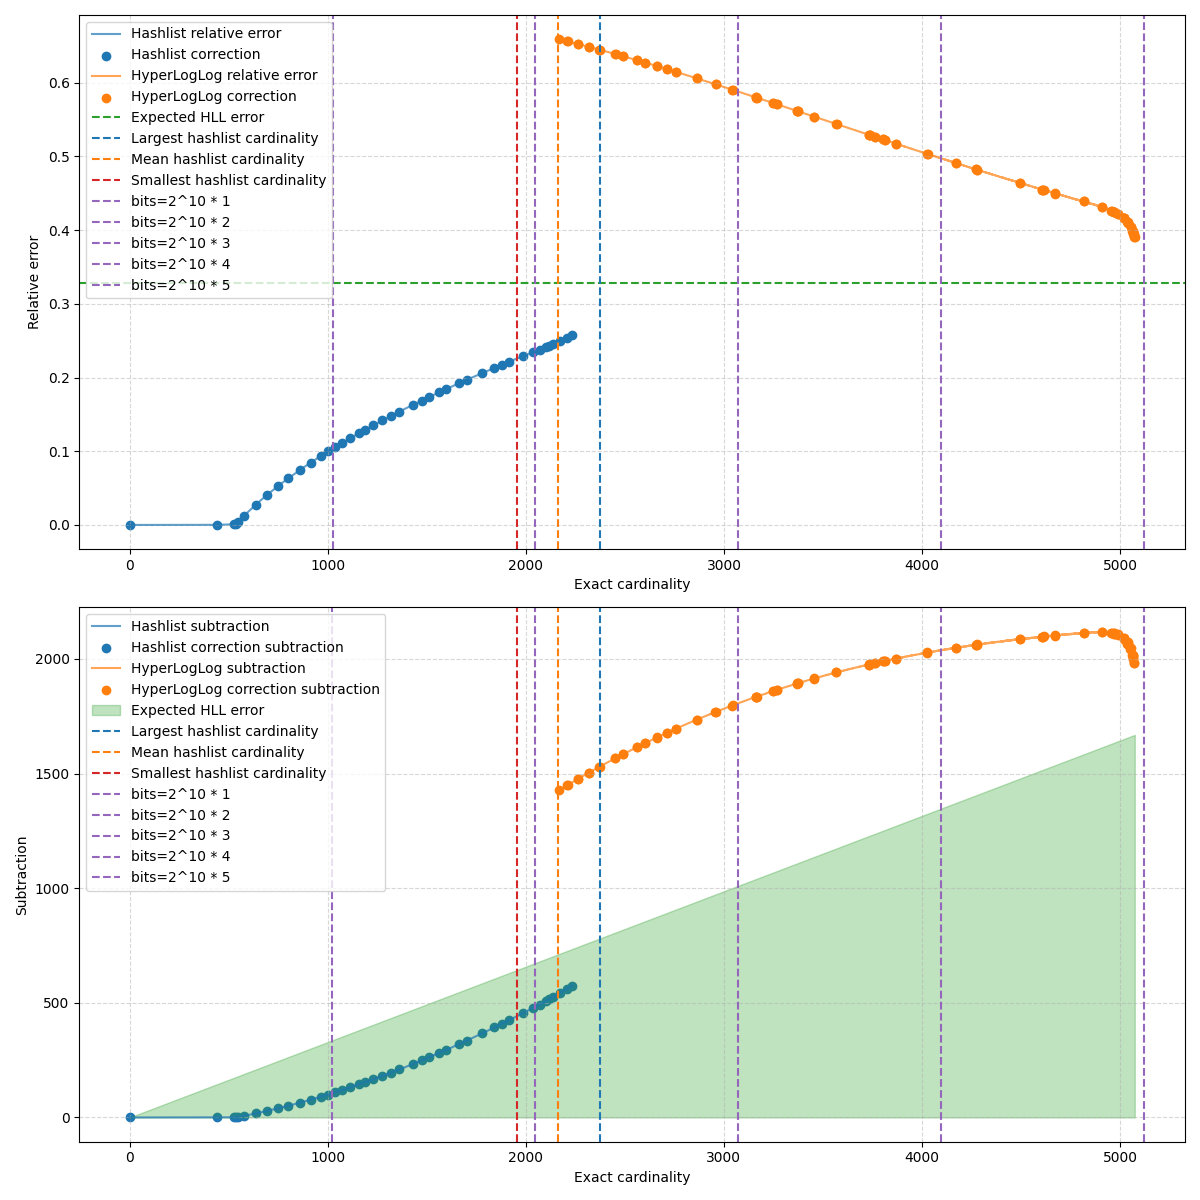 Hashlist relative error
Hashlist correction
HyperLogLog relative error
HyperLogLog correction
Expected HLL error
Largest hashlist cardinality
Mean hashlist cardinality
Smallest hashlist cardinality
bits=2^10 * 1
bits=2^10 * 2
bits=2^10 * 3
bits=2^10 * 4
bits=2^10 * 5
Relative error
0.6
0.5
0.4
0.3
0.2
0.1
0.0
0 1000 2000 3000 4000 5000
Exact cardinality
Hashlist subtraction
Hashlist correction subtraction
HyperLogLog subtraction
HyperLogLog correction subtraction
Expected HLL error
Largest hashlist cardinality
Mean hashlist cardinality
Smallest hashlist cardinality
bits=2^10 * 1
bits=2^10 * 2
bits=2^10 * 3
bits=2^10 * 4
bits=2^10 * 5
Subtraction
2000
1500
1000
500
0
0 1000 2000 3000 4000 5000
Exact cardinality